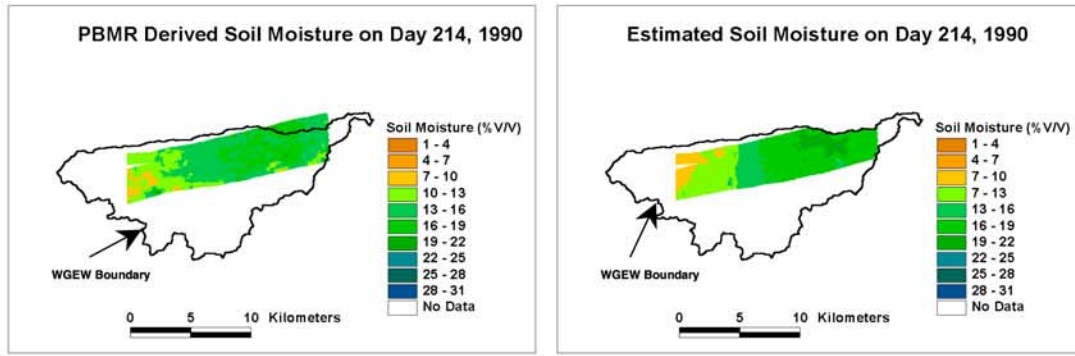 PBMR Derived Soil Moisture on Day 214, 1990
Soil Moisture (%V/V)
1 - 4
4 - 7
7 - 10
10 - 13
13 - 16
16 - 19
19 - 22
22 - 25
25 - 28
28 - 31
No Data
WGEW Boundary
0 5 10 Kilometers
Estimated Soil Moisture on Day 214, 1990
Soil Moisture (%V/V)
1 - 4
4 - 7
7 - 10
7 - 13
13 - 16
16 - 19
19 - 22
22 - 25
25 - 28
28 - 31
No Data
WGEW Boundary
0 5 10 Kilometers